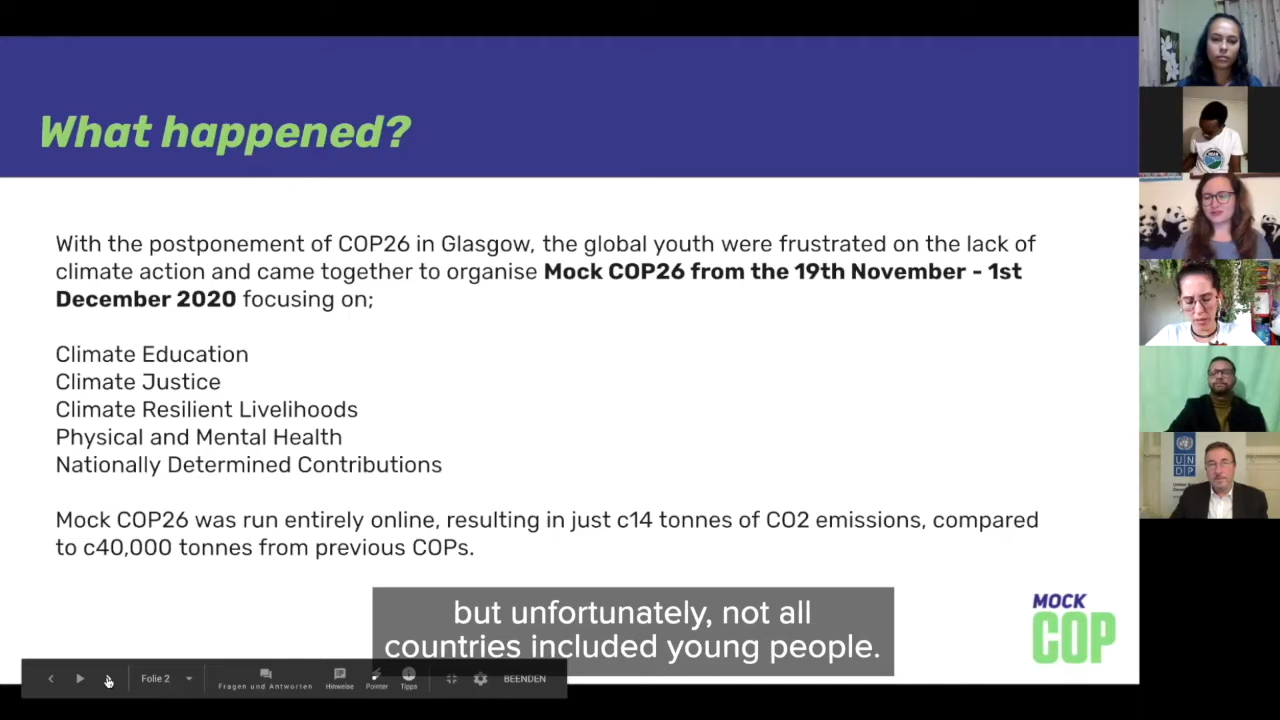 What happened?
With the postponement of COP26 in Glasgow, the global youth were frustrated on the lack of
climate action and came together to organise Mock COP26 from the 19th November - 1st
December 2020 focusing on;
Climate Education
Climate Justice
Climate Resilient Livelihoods
Physical and Mental Health
Nationally Determined Contributions
Mock COP26 was run entirely online, resulting in just c14 tonnes of CO2 emissions, compared
to c40,000 tonnes from previous COPs.
but unfortunately, not all
countries included young people.
MOCK
COP
Folie 2
Fragen und Antworten
Hinweise
Pointer
Tipps
BEENDEN
U N
D P